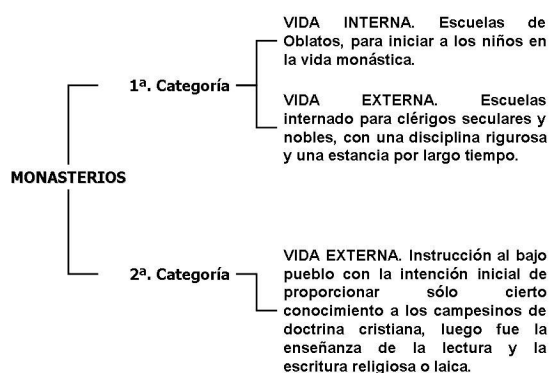 VIDA INTERNA. Escuelas de
Oblatos, para iniciar a los niños en
la vida monástica.
1ª. Categoría
VIDA EXTERNA. Escuelas
internado para clérigos seculares y
nobles, con una disciplina rigurosa
y una estancia por largo tiempo.
MONASTERIOS
2ª. Categoría
VIDA EXTERNA. Instrucción al bajo
pueblo con la intención inicial de
proporcionar sólo cierto
conocimiento a los campesinos de
doctrina cristiana, luego fue la
enseñanza de la lectura y la
escritura religiosa o laica.